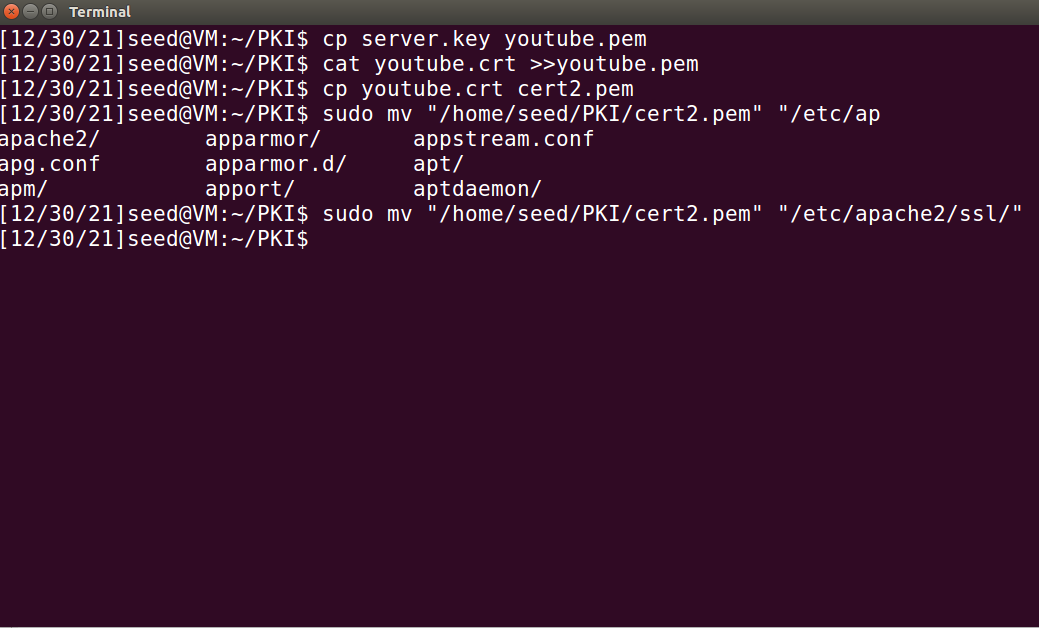 Terminal
[12/30/21]seed@VM:~/PKI$ cp server.key youtube.pem
[12/30/21]seed@VM:~/PKI$ cat youtube.crt >>youtube.pem
[12/30/21]seed@VM:~/PKI$ cp youtube.crt cert2.pem
[12/30/21]seed@VM:~/PKI$ sudo mv "/home/seed/PKI/cert2.pem" "/etc/ap
apache2/        apparmor/       appstream.conf
apg.conf        apparmor.d/     apt/
apm/            apport/         aptdaemon/
[12/30/21]seed@VM:~/PKI$ sudo mv "/home/seed/PKI/cert2.pem" "/etc/apache2/ssl/"
[12/30/21]seed@VM:~/PKI$